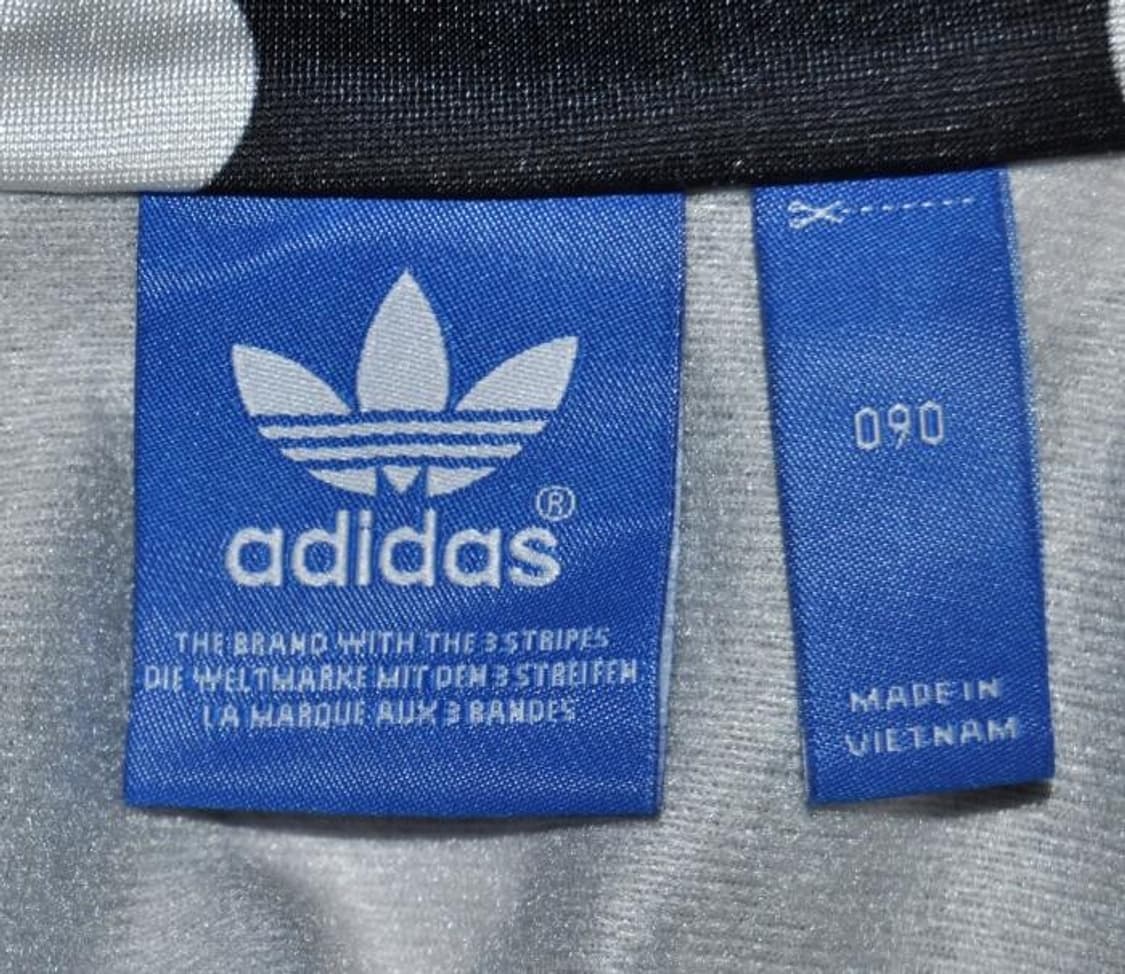 adidas®
THE BRAND WITH THE 3 STRIPES
DIE WELTMARKE MIT DEN 3 STREIFEN
LA MARQUE AUX 3 BANDES
090
MADE IN
VIETNAM